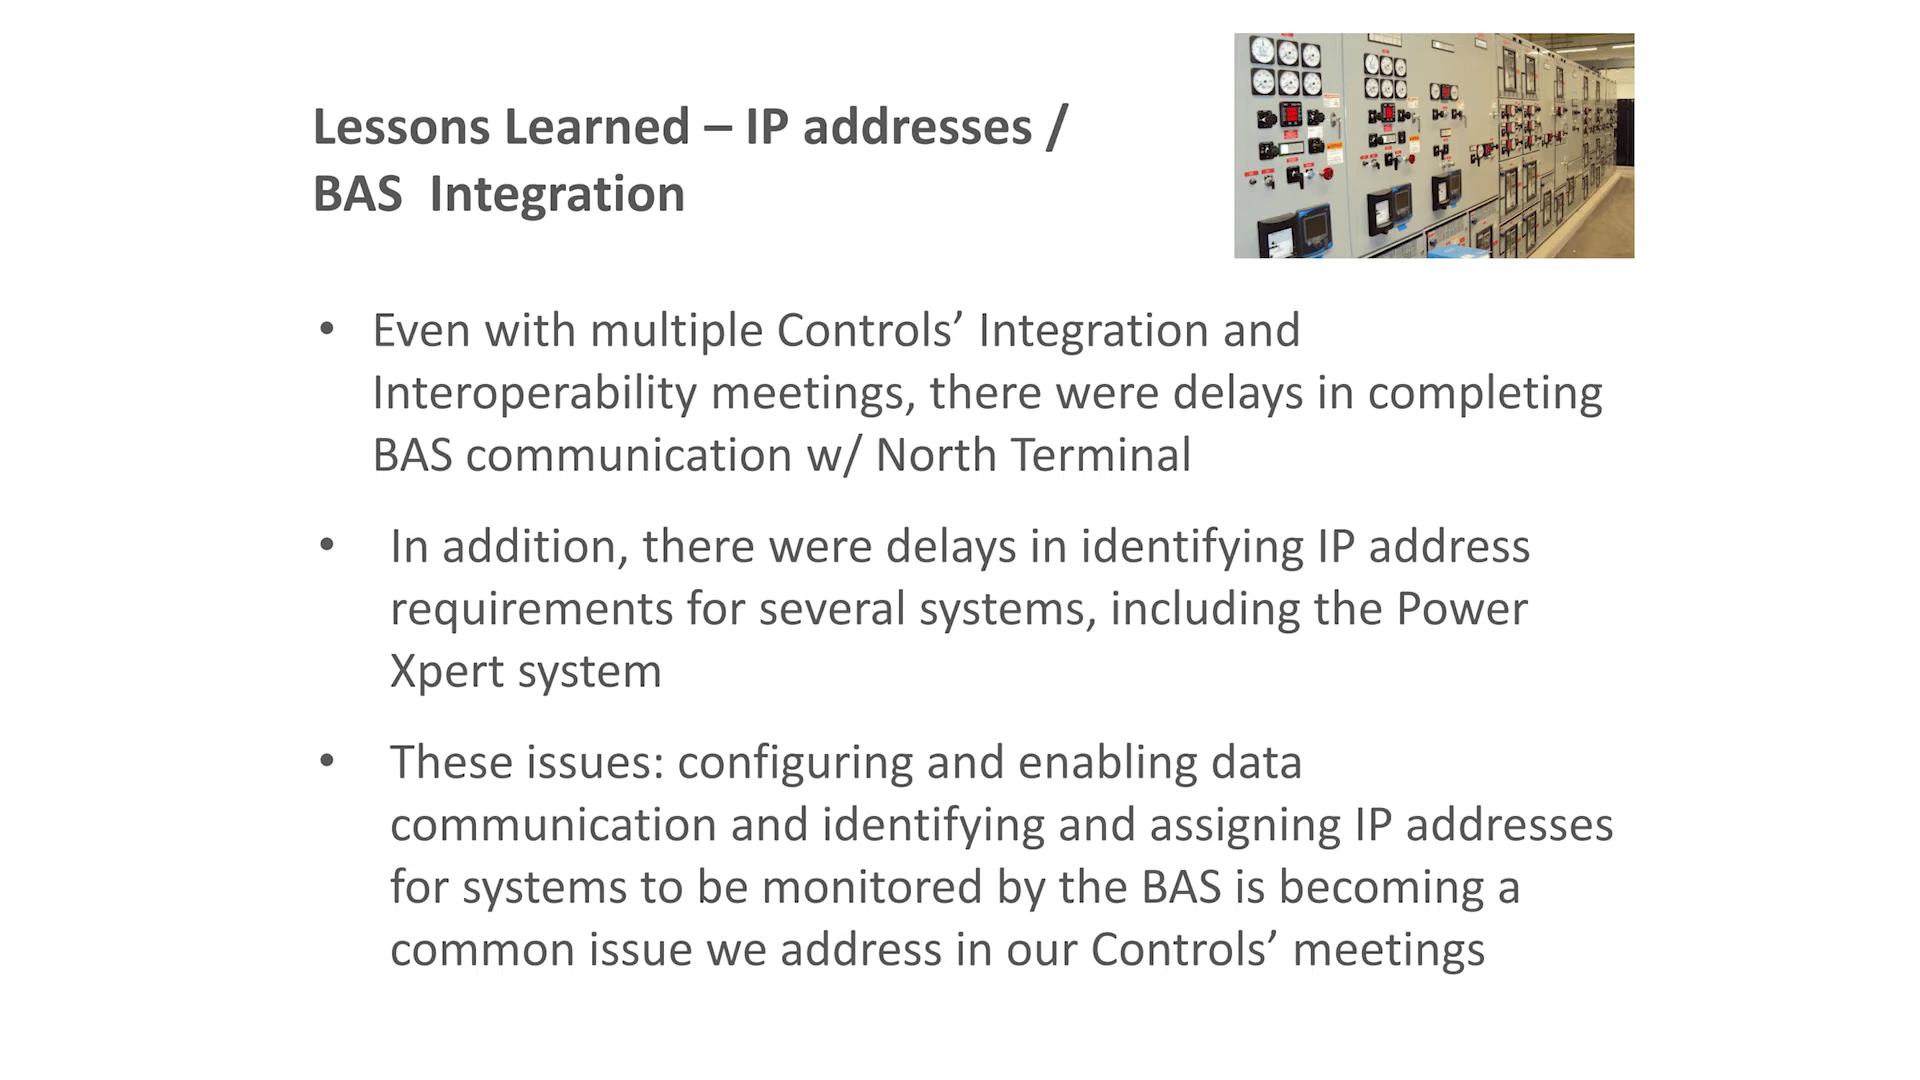 Lessons Learned – IP addresses /
BAS  Integration
• Even with multiple Controls’ Integration and
Interoperability meetings, there were delays in completing
BAS communication w/ North Terminal
• In addition, there were delays in identifying IP address
requirements for several systems, including the Power
Xpert system
• These issues: configuring and enabling data
communication and identifying and assigning IP addresses
for systems to be monitored by the BAS is becoming a
common issue we address in our Controls’ meetings